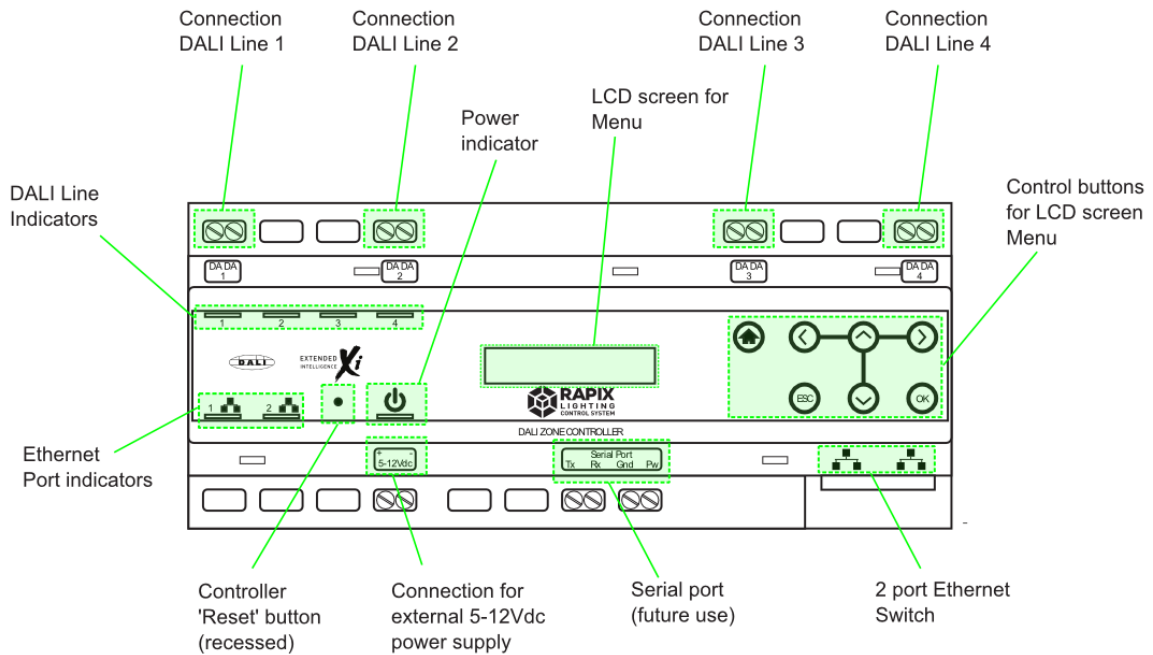 Connection
DALI Line 1
Connection
DALI Line 2
Connection
DALI Line 3
Connection
DALI Line 4
LCD screen for
Menu
Power
indicator
DALI Line
Indicators
Control buttons
for LCD screen
Menu
DA DA
1
DA DA
2
DA DA
3
DA DA
4
1 2 3 4
DALI
EXTENDED
INTELLIGENCE
Xi
ESC
OK
1 2
RAPIX
LIGHTING
CONTROL SYSTEM
DALI ZONE CONTROLLER
+ -
5-12Vdc
Serial Port
Tx Rx Gnd Pw
Ethernet
Port indicators
Controller
'Reset' button
(recessed)
Connection for
external 5-12Vdc
power supply
Serial port
(future use)
2 port Ethernet
Switch